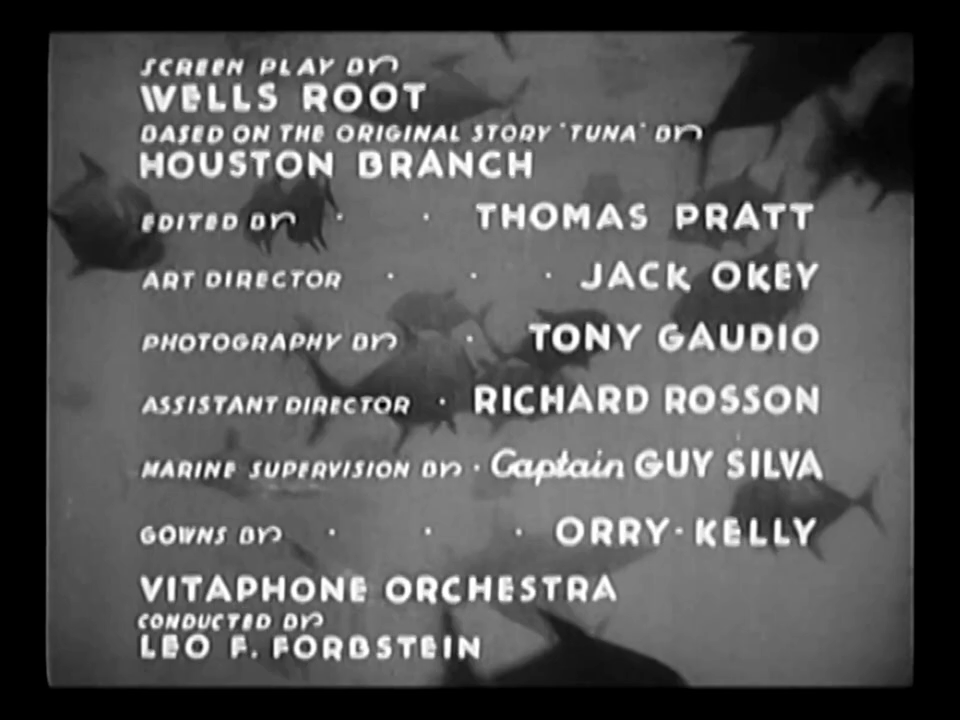 SCREEN PLAY BY
WELLS ROOT
BASED ON THE ORIGINAL STORY "TUNA" BY
HOUSTON BRANCH
EDITED BY · · THOMAS PRATT
ART DIRECTOR · · · JACK OKEY
PHOTOGRAPHY BY · TONY GAUDIO
ASSISTANT DIRECTOR · RICHARD ROSSON
MARINE SUPERVISION BY · Captain GUY SILVA
GOWNS BY · · · ORRY-KELLY
VITAPHONE ORCHESTRA
CONDUCTED BY
LEO F. FORBSTEIN